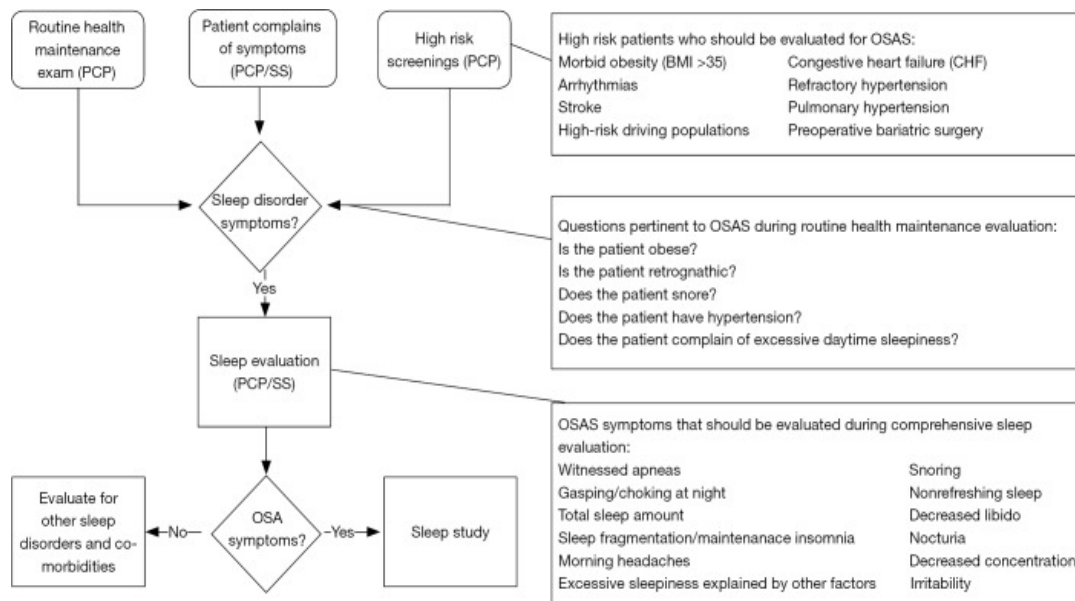 Routine health
maintenance
exam (PCP)
Patient complains
of symptoms
(PCP/SS)
High risk
screenings (PCP)
High risk patients who should be evaluated for OSAS:
Morbid obesity (BMI >35)
Congestive heart failure (CHF)
Arrhythmias
Refractory hypertension
Stroke
Pulmonary hypertension
High-risk driving populations
Preoperative bariatric surgery
Sleep disorder
symptoms?
Questions pertinent to OSAS during routine health maintenance evaluation:
Is the patient obese?
Is the patient retrognathic?
Does the patient snore?
Does the patient have hypertension?
Does the patient complain of excessive daytime sleepiness?
Yes
Sleep evaluation
(PCP/SS)
OSAS symptoms that should be evaluated during comprehensive sleep
evaluation:
Witnessed apneas
Snoring
Gasping/choking at night
Nonrefreshing sleep
Total sleep amount
Decreased libido
Sleep fragmentation/maintenanace insomnia
Nocturia
Morning headaches
Decreased concentration
Excessive sleepiness explained by other factors
Irritability
Evaluate for
other sleep
disorders and co-
morbidities
No
OSA
symptoms?
Yes
Sleep study